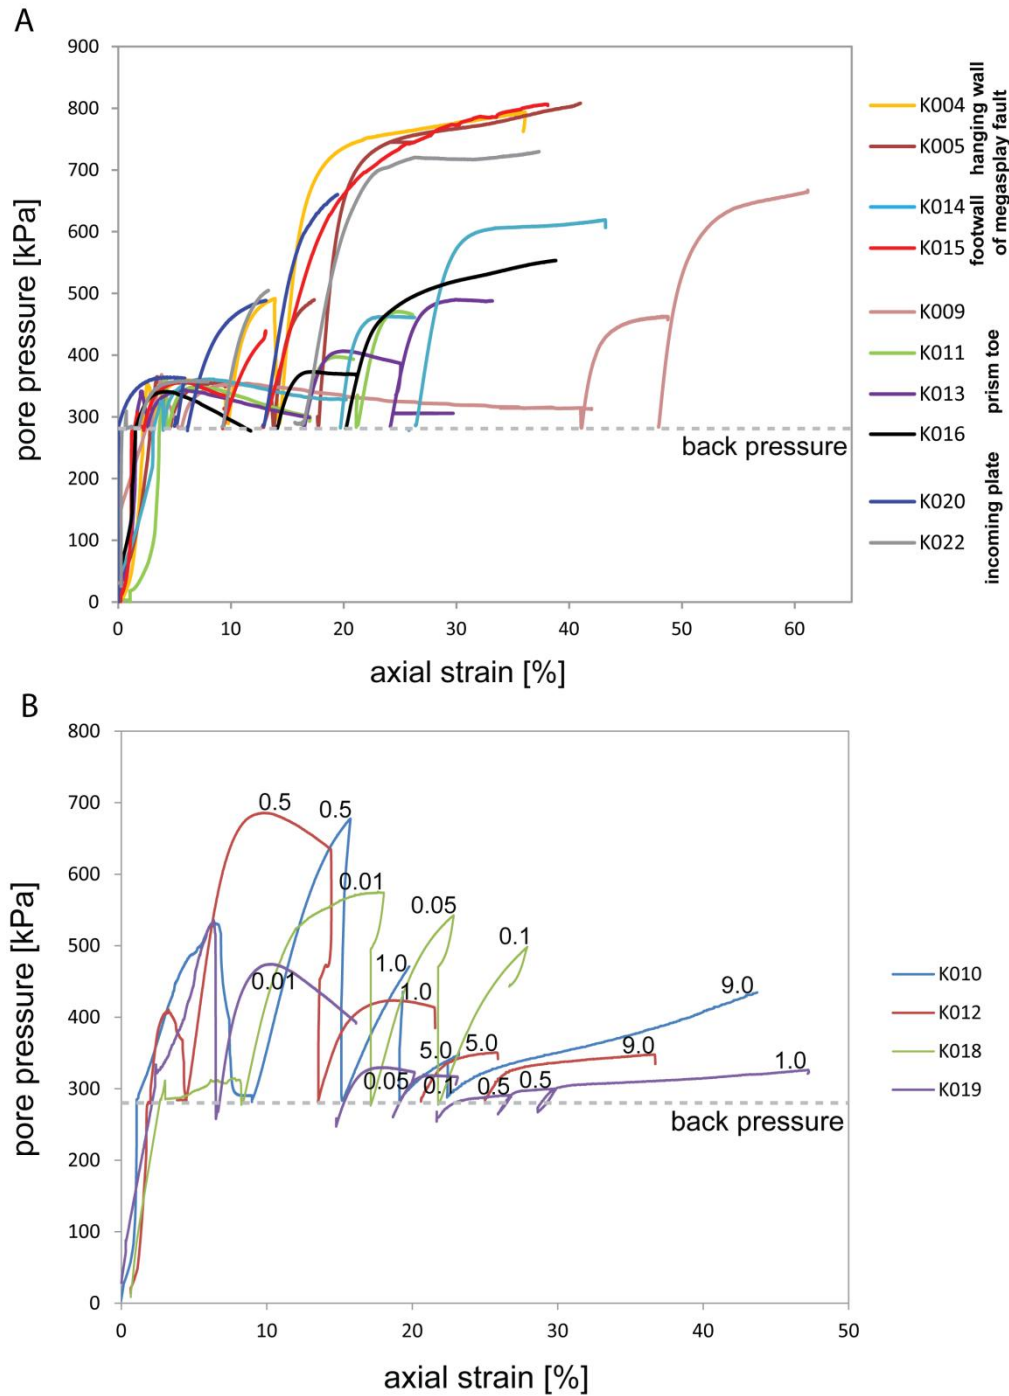 A
pore pressure [kPa]
900
800
700
600
500
400
300
200
100
0
0 10 20 30 40 50 60
axial strain [%]
back pressure
K004
K005
K014
K015
K009
K011
K013
K016
K020
K022
hanging wall
footwall
of megasplay fault
prism toe
incoming plate
B
pore pressure [kPa]
800
700
600
500
400
300
200
100
0
0 10 20 30 40 50
axial strain [%]
0.5 0.5
0.01
0.05
0.1
1.0
0.01
1.0
9.0
5.0 5.0
9.0
1.0
0.05 0.1 0.5 0.5
back pressure
K010
K012
K018
K019